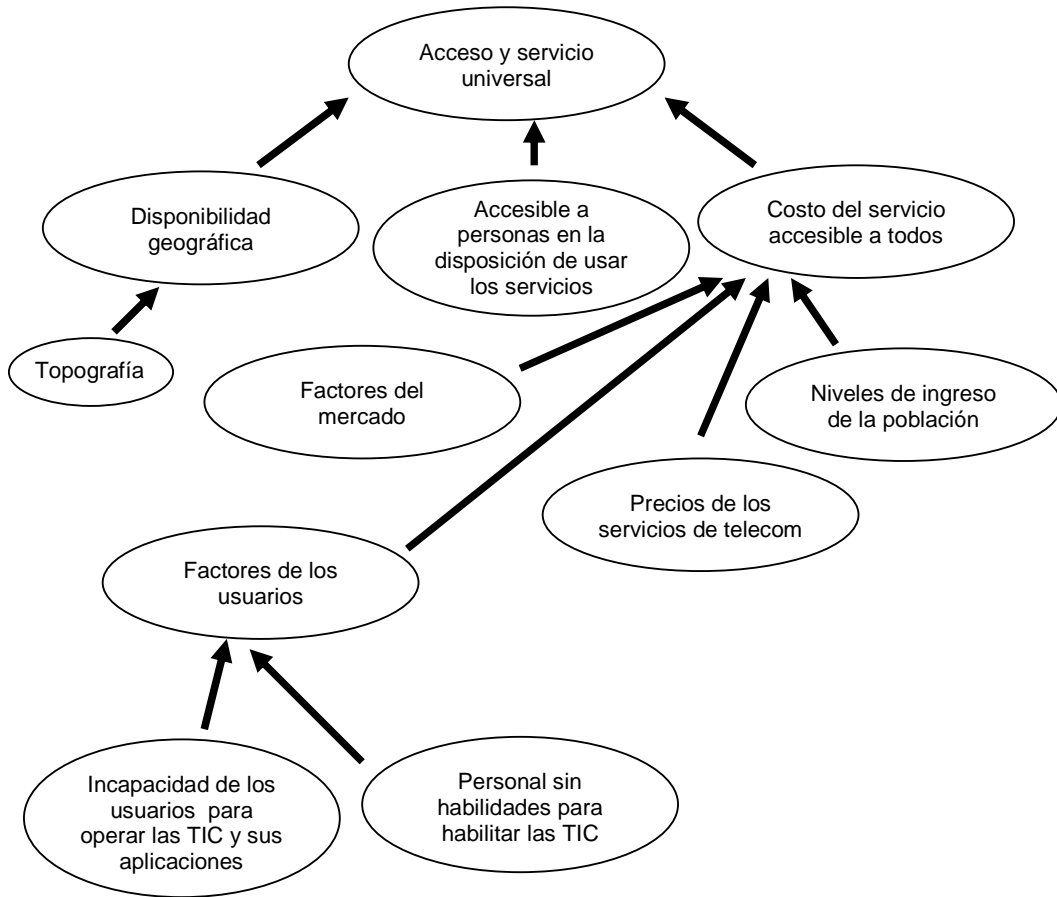 Acceso y servicio
universal
Disponibilidad
geográfica
Accesible a
personas en la
disposición de usar
los servicios
Costo del servicio
accesible a todos
Topografía
Factores del
mercado
Niveles de ingreso
de la población
Precios de los
servicios de telecom
Factores de los
usuarios
Incapacidad de los
usuarios  para
operar las TIC y sus
aplicaciones
Personal sin
habilidades para
habilitar las TIC